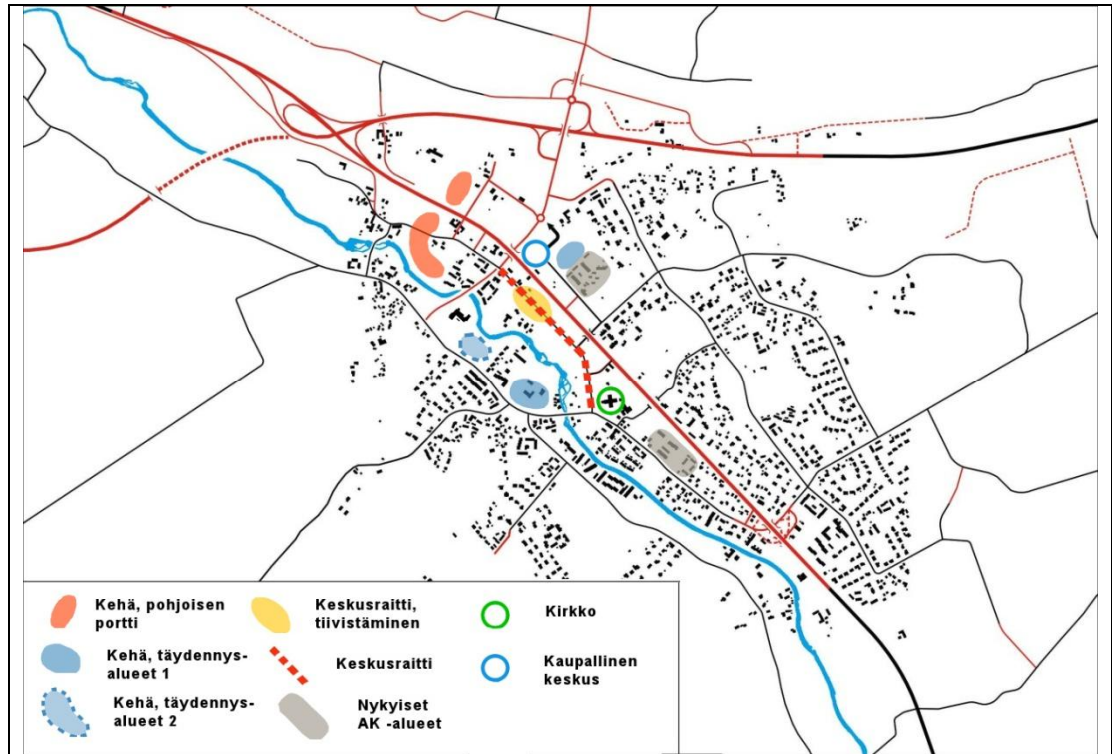 Kehä, pohjoisen
portti
Kehä, täydennys-
alueet 1
Kehä, täydennys-
alueet 2
Keskusraitti,
tiivistäminen
Keskusraitti
Nykyiset
AK -alueet
Kirkko
Kaupallinen
keskus